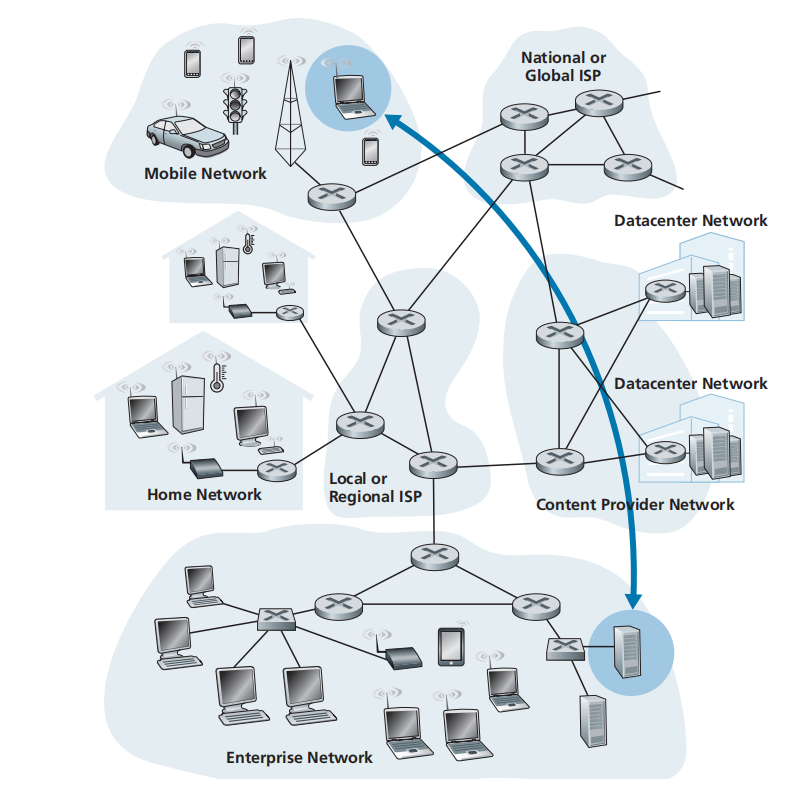 National or
Global ISP
Mobile Network
Datacenter Network
Datacenter Network
Home Network
Local or
Regional ISP
Content Provider Network
Enterprise Network